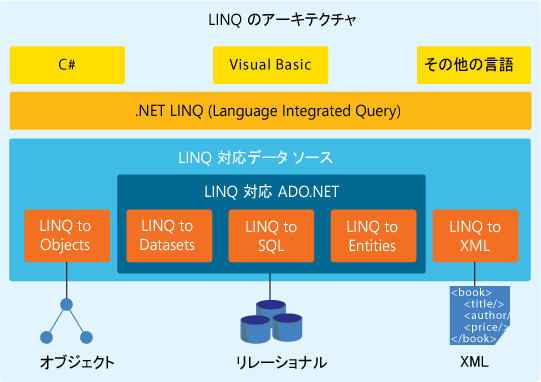 LINQ のアーキテクチャ
C#
Visual Basic
その他の言語
.NET LINQ (Language Integrated Query)
LINQ 対応データ ソース
LINQ 対応 ADO.NET
LINQ to
Objects
LINQ to
Datasets
LINQ to
SQL
LINQ to
Entities
LINQ to
XML
<book>
<title/>
<author/>
<price/>
</book>
オブジェクト
リレーショナル
XML